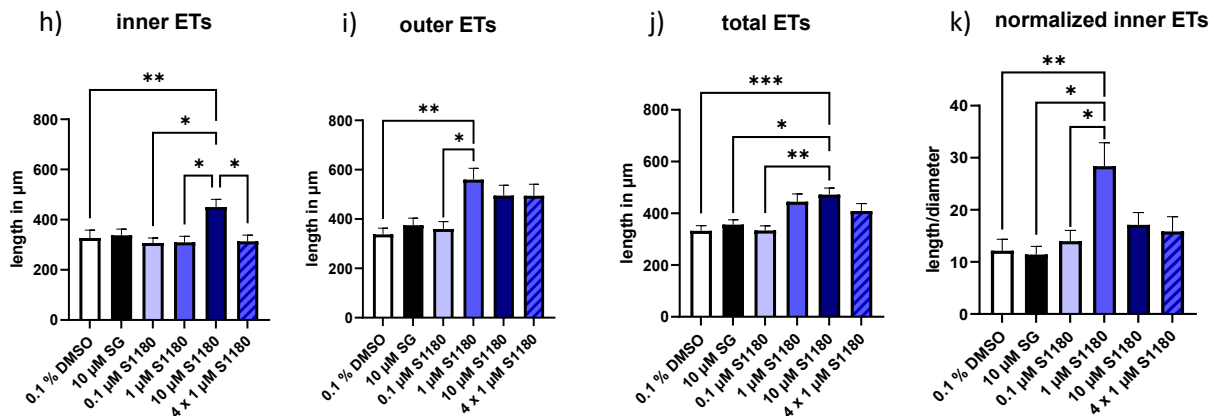 h) inner ETs
** 
*
* *
800
600
400
200
0
length in µm
0.1 % DMSO
10 µM SG
0.1 µM S1180
1 µM S1180
10 µM S1180
4 x 1 µM S1180
i) outer ETs
**
*
800
600
400
200
0
length in µm
0.1 % DMSO
10 µM SG
0.1 µM S1180
1 µM S1180
10 µM S1180
4 x 1 µM S1180
j) total ETs
***
*
**
800
600
400
200
0
length in µm
0.1 % DMSO
10 µM SG
0.1 µM S1180
1 µM S1180
10 µM S1180
4 x 1 µM S1180
k) normalized inner ETs
**
*
*
40
30
20
10
0
length/diameter
0.1 % DMSO
10 µM SG
0.1 µM S1180
1 µM S1180
10 µM S1180
4 x 1 µM S1180